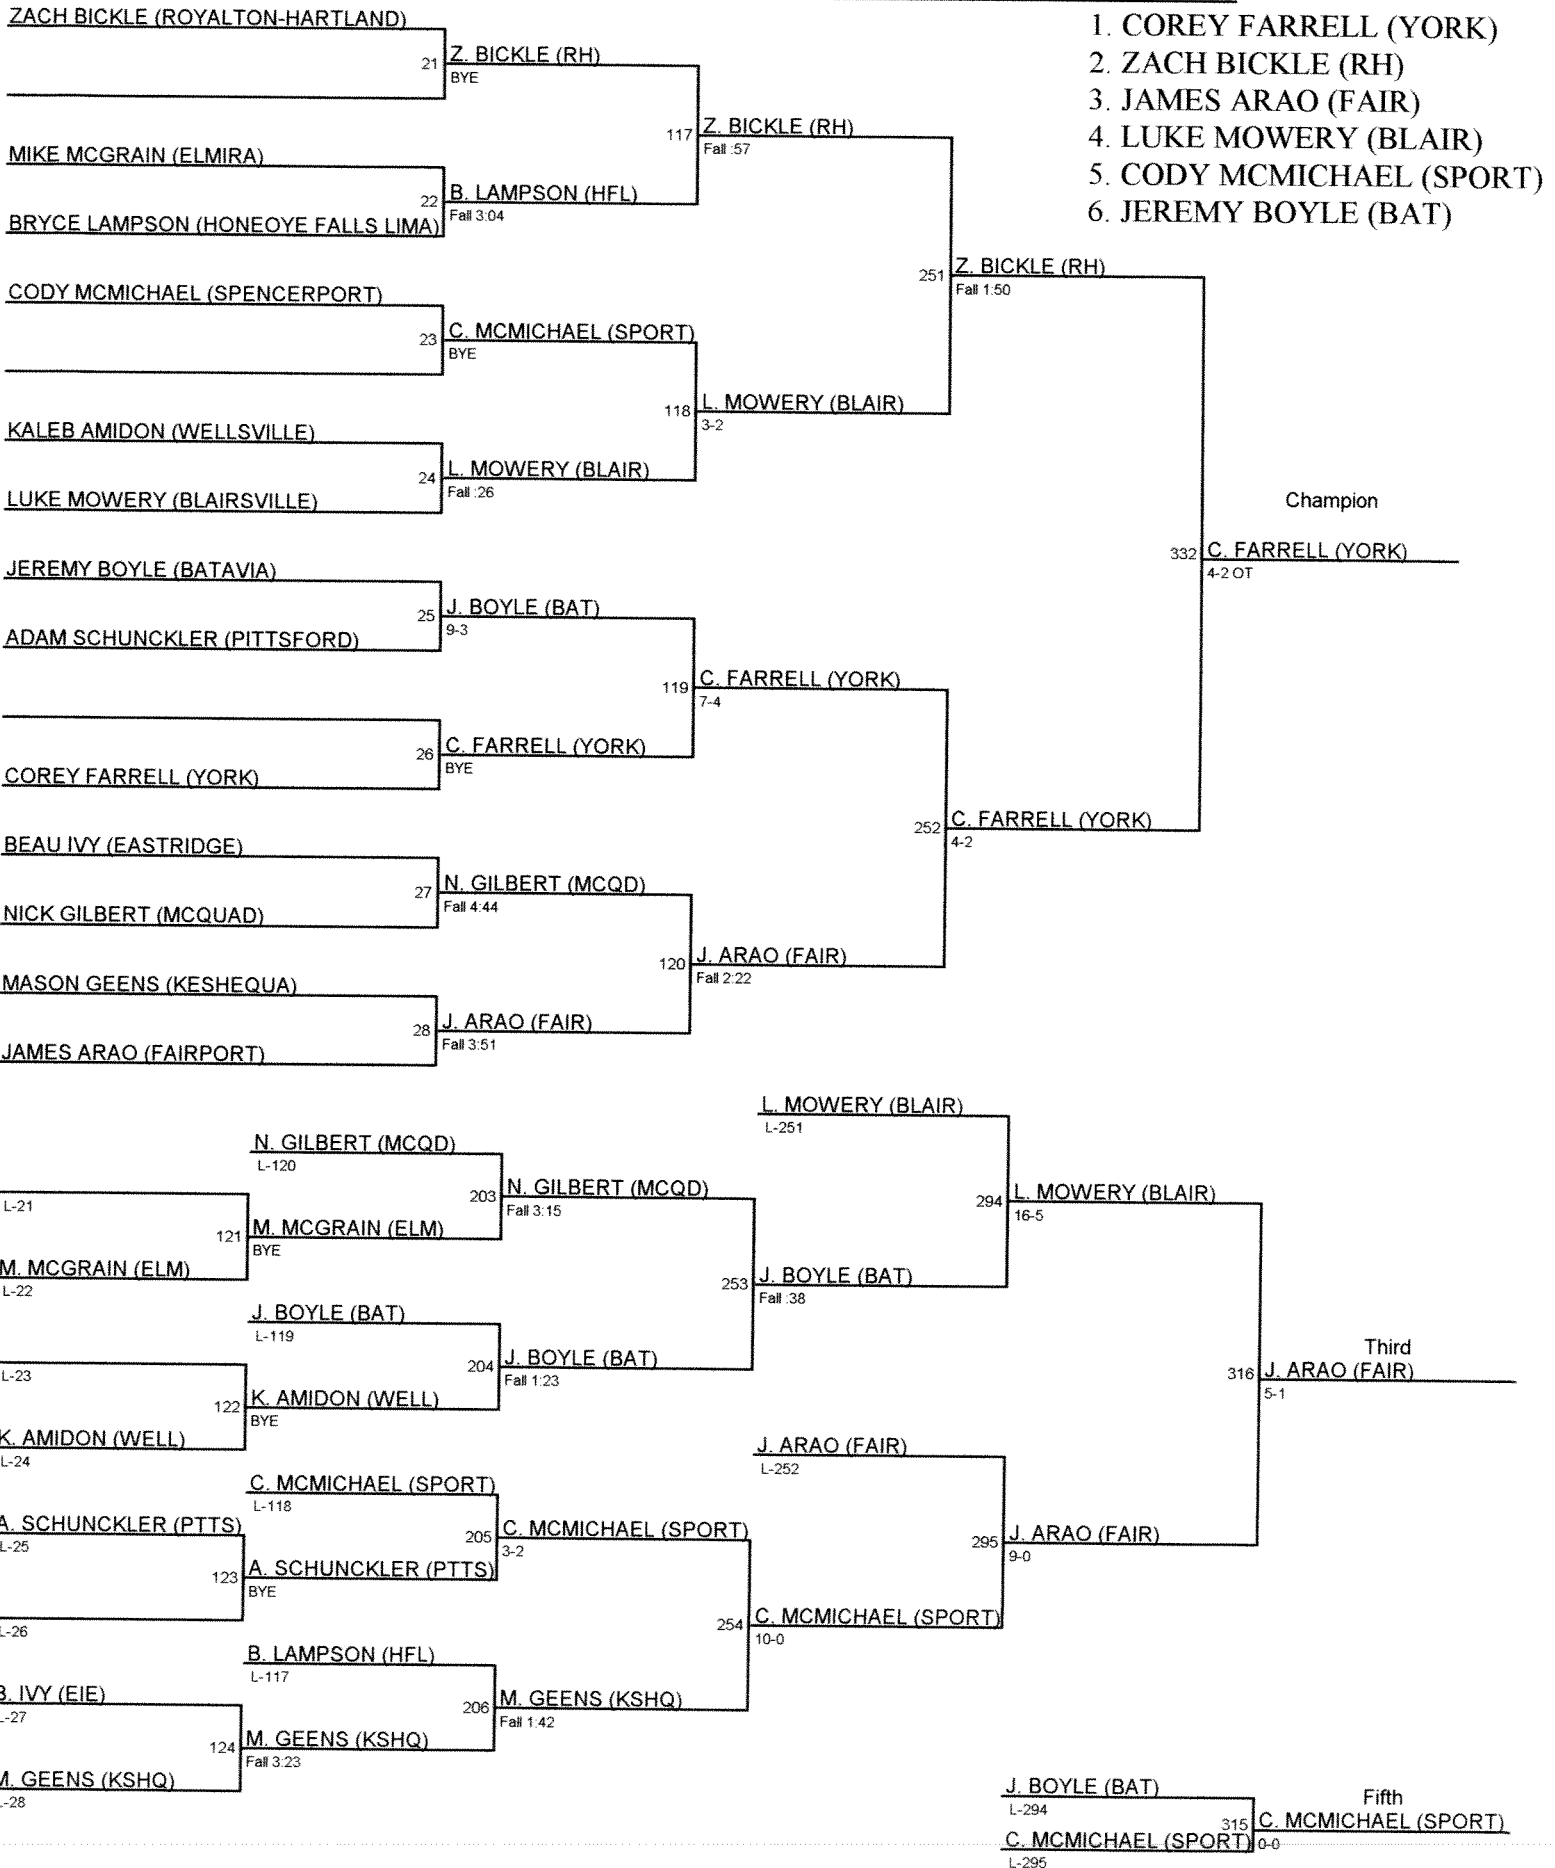 1. COREY FARRELL (YORK)
2. ZACH BICKLE (RH)
3. JAMES ARAO (FAIR)
4. LUKE MOWERY (BLAIR)
5. CODY MCMICHAEL (SPORT)
6. JEREMY BOYLE (BAT)
ZACH BICKLE (ROYALTON-HARTLAND)
21 Z. BICKLE (RH)
BYE
117 Z. BICKLE (RH)
Fall :57
MIKE MCGRAIN (ELMIRA)
22 B. LAMPSON (HFL)
Fall 3:04
BRYCE LAMPSON (HONEOYE FALLS LIMA)
251 Z. BICKLE (RH)
Fall 1:50
CODY MCMICHAEL (SPENCERPORT)
23 C. MCMICHAEL (SPORT)
BYE
118 L. MOWERY (BLAIR)
3-2
KALEB AMIDON (WELLSVILLE)
24 L. MOWERY (BLAIR)
Fall :26
LUKE MOWERY (BLAIRSVILLE)
Champion
332 C. FARRELL (YORK)
4-2 OT
JEREMY BOYLE (BATAVIA)
25 J. BOYLE (BAT)
9-3
ADAM SCHUNCKLER (PITTSFORD)
119 C. FARRELL (YORK)
7-4
26 C. FARRELL (YORK)
BYE
COREY FARRELL (YORK)
252 C. FARRELL (YORK)
4-2
BEAU IVY (EASTRIDGE)
27 N. GILBERT (MCQD)
Fall 4:44
NICK GILBERT (MCQUAD)
120 J. ARAO (FAIR)
Fall 2:22
MASON GEENS (KESHEQUA)
28 J. ARAO (FAIR)
Fall 3:51
JAMES ARAO (FAIRPORT)
L. MOWERY (BLAIR)
L-251
N. GILBERT (MCQD)
L-120
203 N. GILBERT (MCQD)
Fall 3:15
294 L. MOWERY (BLAIR)
16-5
L-21
121 M. MCGRAIN (ELM)
BYE
M. MCGRAIN (ELM)
L-22
253 J. BOYLE (BAT)
Fall :38
J. BOYLE (BAT)
L-119
204 J. BOYLE (BAT)
Fall 1:23
L-23
122 K. AMIDON (WELL)
BYE
K. AMIDON (WELL)
L-24
Third
316 J. ARAO (FAIR)
5-1
J. ARAO (FAIR)
L-252
C. MCMICHAEL (SPORT)
L-118
205 C. MCMICHAEL (SPORT)
3-2
295 J. ARAO (FAIR)
9-0
A. SCHUNCKLER (PTTS)
L-25
123 A. SCHUNCKLER (PTTS)
BYE
L-26
254 C. MCMICHAEL (SPORT)
10-0
B. LAMPSON (HFL)
L-117
206 M. GEENS (KSHQ)
Fall 1:42
B. IVY (EIE)
L-27
124 M. GEENS (KSHQ)
Fall 3:23
M. GEENS (KSHQ)
L-28
J. BOYLE (BAT)
L-294
Fifth
315 C. MCMICHAEL (SPORT)
0-0
C. MCMICHAEL (SPORT)
L-295